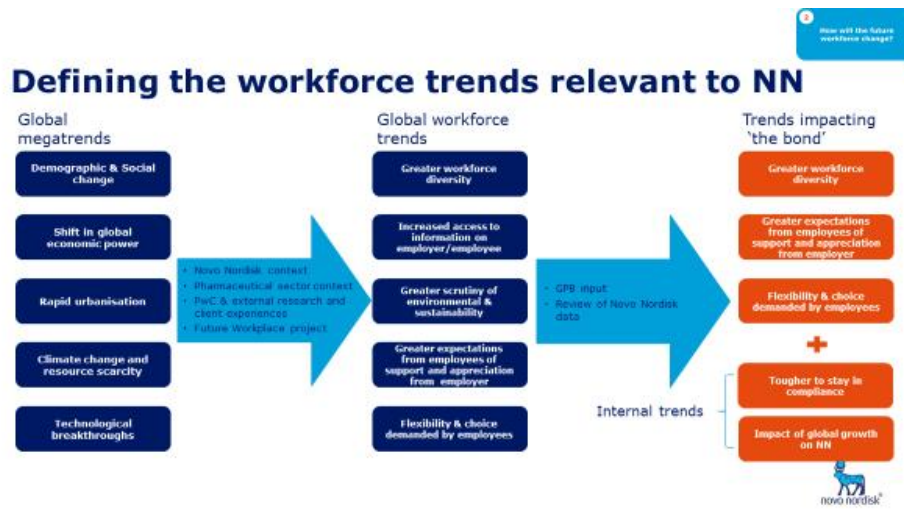 2
How will the future
workforce change?
Defining the workforce trends relevant to NN
Global
megatrends
Demographic & Social
change
Shift in global
economic power
Rapid urbanisation
Climate change and
resource scarcity
Technological
breakthroughs
• Novo Nordisk context
• Pharmaceutical sector context
• PwC & external research and
client experiences
• Future Workplace project
Global workforce
trends
Greater workforce
diversity
Increased access to
information on
employer/employee
Greater scrutiny of
environmental &
sustainability
Greater expectations
from employees of
support and appreciation
from employer
Flexibility & choice
demanded by employees
• GPB input
• Review of Novo Nordisk
data
Trends impacting
'the bond'
Greater workforce
diversity
Greater expectations
from employees of
support and appreciation
from employer
Flexibility & choice
demanded by employees
+
Internal trends
Tougher to stay in
compliance
Impact of global growth
on NN
novo nordisk®